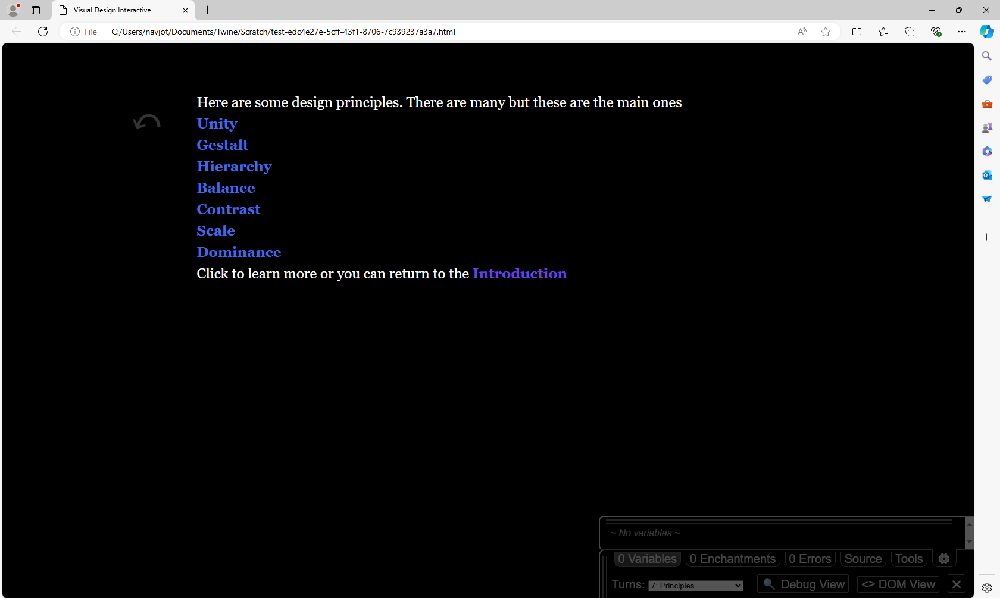 Visual Design Interactive
File
C:/Users/navjot/Documents/Twine/Scratch/test-edc4e27e-5cff-43f1-8706-7c939237a3a7.html
Here are some design principles. There are many but these are the main ones
Unity
Gestalt
Hierarchy
Balance
Contrast
Scale
Dominance
Click to learn more or you can return to the Introduction
~ No variables ~
0 Variables 0 Enchantments 0 Errors Source Tools
Turns: 7: Principles Debug View <> DOM View